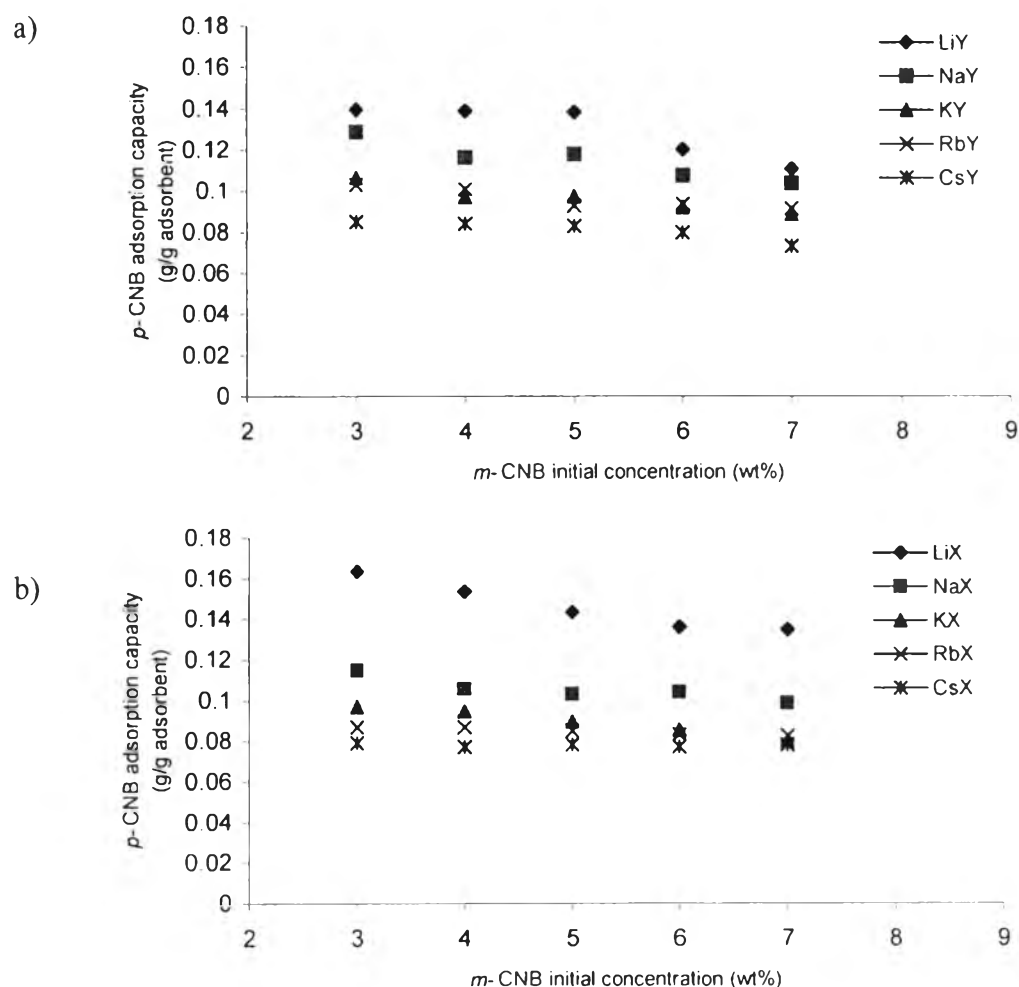 a)
0.18
0.16
0.14
0.12
0.1
0.08
0.06
0.04
0.02
0
p- CNB adsorption capacity
(g/g adsorbent)
2 3 4 5 6 7 8 9
m- CNB initial concentration (wt%)
LiY
NaY
KY
RbY
CsY
b)
0.18
0.16
0.14
0.12
0.1
0.08
0.06
0.04
0.02
0
p- CNB adsorption capacity
(g/g adsorbent)
2 3 4 5 6 7 8 9
m- CNB initial concentration (wt%)
LiX
NaX
KX
RbX
CsX